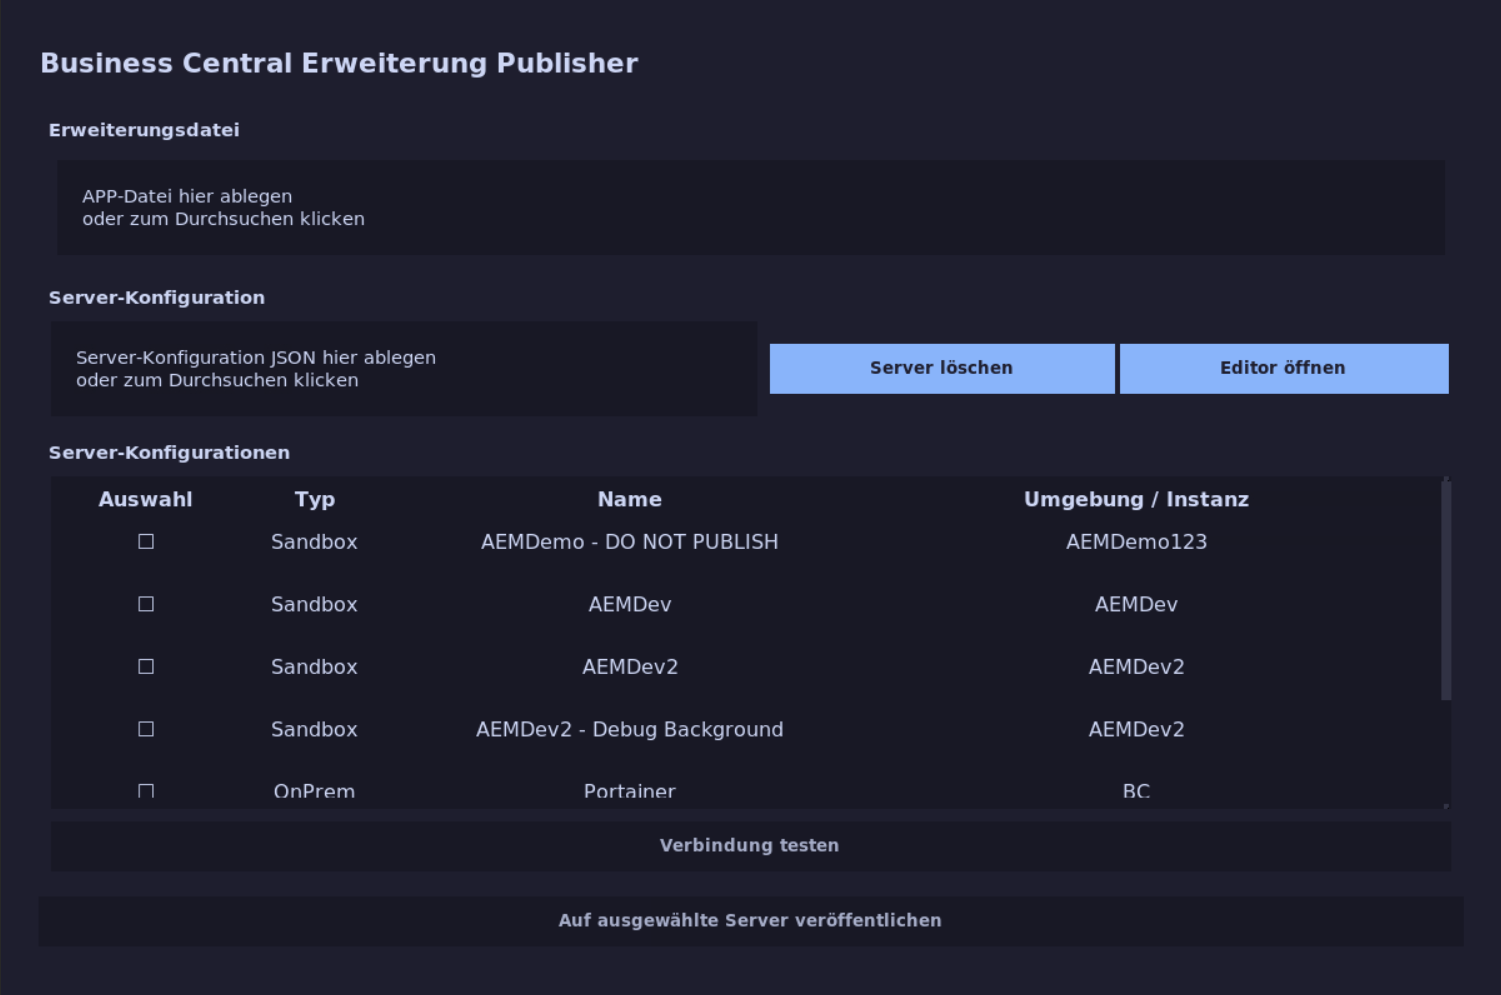 Business Central Erweiterung Publisher
Erweiterungsdatei
APP-Datei hier ablegen
oder zum Durchsuchen klicken
Server-Konfiguration
Server-Konfiguration JSON hier ablegen
oder zum Durchsuchen klicken
Server löschen
Editor öffnen
Server-Konfigurationen
Auswahl Typ Name Umgebung / Instanz
Sandbox AEMDemo - DO NOT PUBLISH AEMDemo123
Sandbox AEMDev AEMDev
Sandbox AEMDev2 AEMDev2
Sandbox AEMDev2 - Debug Background AEMDev2
OnPrem Portainer BC
Verbindung testen
Auf ausgewählte Server veröffentlichen